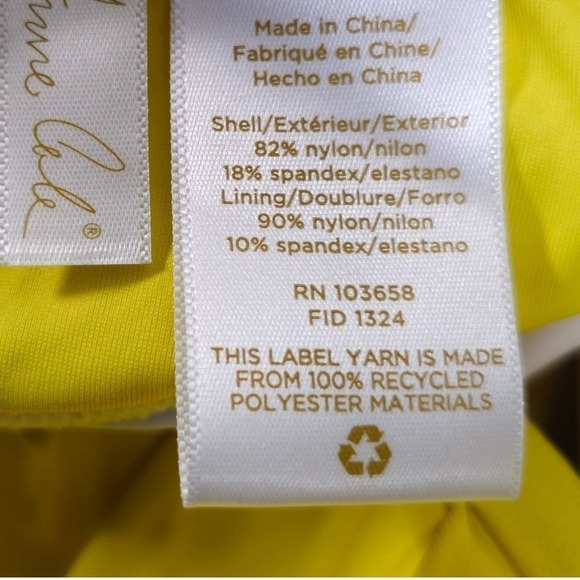 Anne Cole®
Made in China/
Fabriqué en Chine/
Hecho en China
Shell/Extérieur/Exterior
82% nylon/nilon
18% spandex/elestano
Lining/Doublure/Forro
90% nylon/nilon
10% spandex/elestano
RN 103658
FID 1324
THIS LABEL YARN IS MADE
FROM 100% RECYCLED
POLYESTER MATERIALS